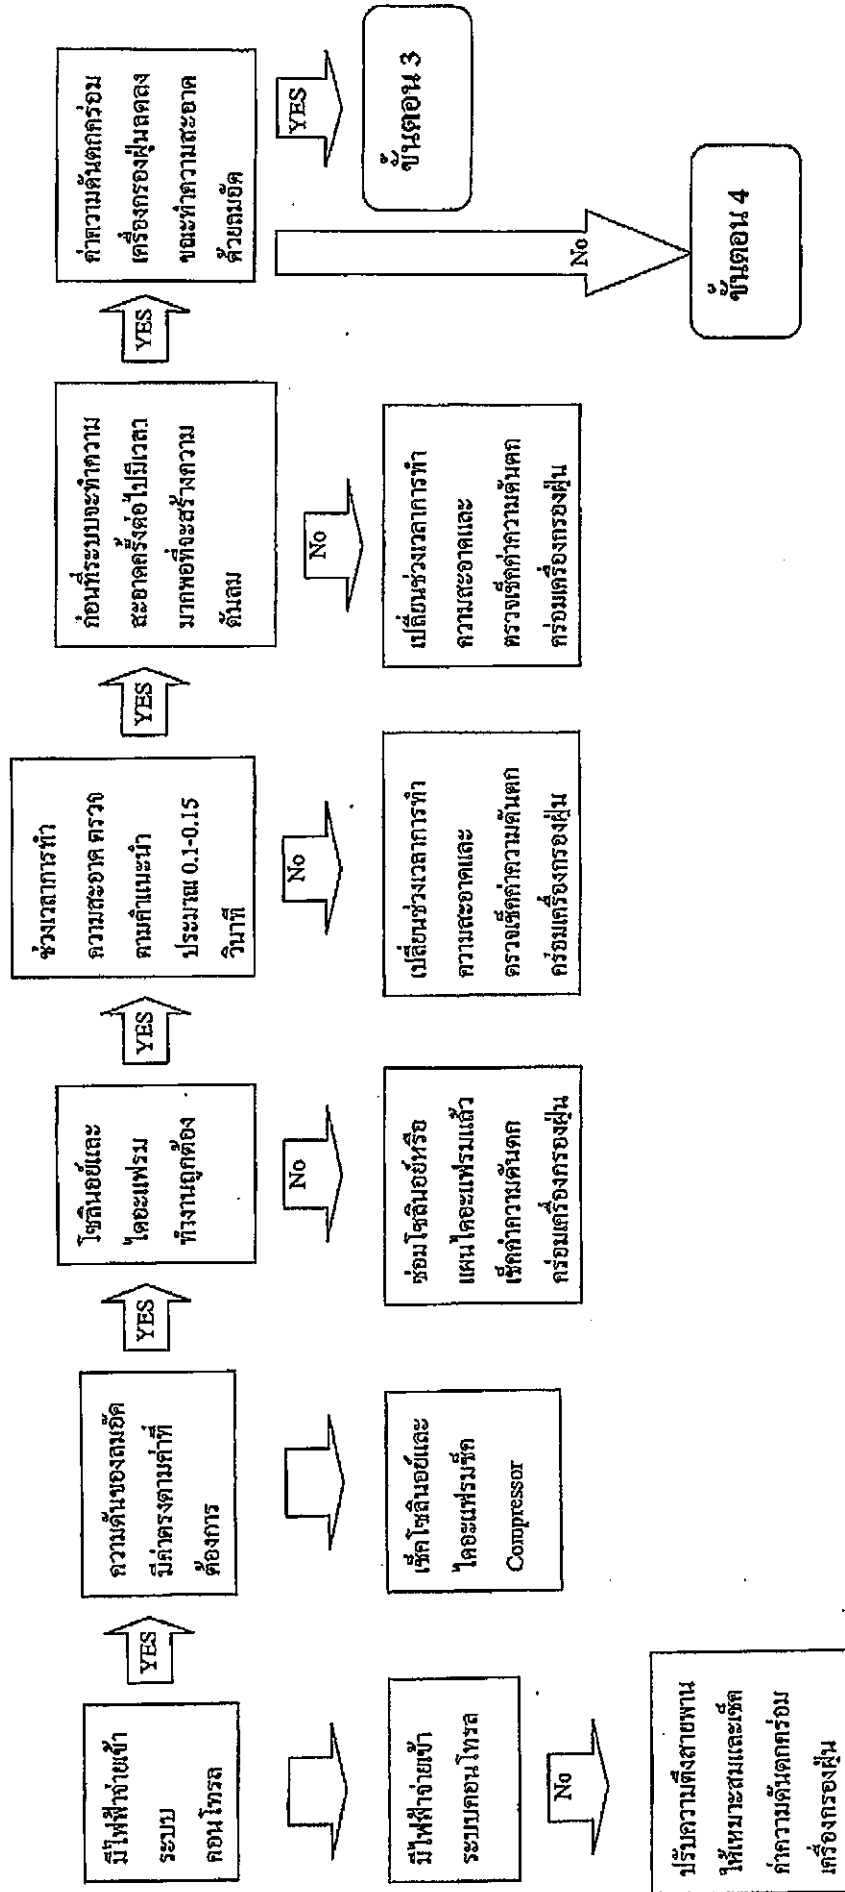 มีไฟฟ้าจ่ายเข้า
ระบบ
คอนโทรล
YES
ความดันของลมอัด
มีค่าตรงตามค่าที่
ต้องการ
YES
โซลินอย์และ
ไดอะแฟรม
ทำงานถูกต้อง
YES
ช่วงเวลาการทำ
ความสะอาด ตรวจ
ตามคำแนะนำ
ประมาณ 0.1-0.15
วินาที
YES
ก่อนที่ระบบจะทำความ
สะอาดครั้งต่อไปมีเวลา
มากพอที่จะสร้างความ
ดันลม
YES
ค่าความดันตกคร่อม
เครื่องกรองฝุ่นลดลง
ขณะทำความสะอาด
ด้วยลมอัด
No
No
No
YES
มีไฟฟ้าจ่ายเข้า
ระบบคอนโทรล
เช็คโซลินอย์และ
ไดอะแฟรมเช็ค
Compressor
ซ่อมโซลินอย์หรือ
แผ่นไดอะแฟรมแล้ว
เช็คค่าความดันตก
คร่อมเครื่องกรองฝุ่น
เปลี่ยนช่วงเวลาการทำ
ความสะอาดและ
ตรวจเช็คค่าความดันตก
คร่อมเครื่องกรองฝุ่น
เปลี่ยนช่วงเวลาการทำ
ความสะอาดและ
ตรวจเช็คค่าความดันตก
คร่อมเครื่องกรองฝุ่น
ขั้นตอน 3
No
No
ปรับความตึงสายพาน
ให้เหมาะสมและเช็ค
ค่าความดันตกคร่อม
เครื่องกรองฝุ่น
ขั้นตอน 4